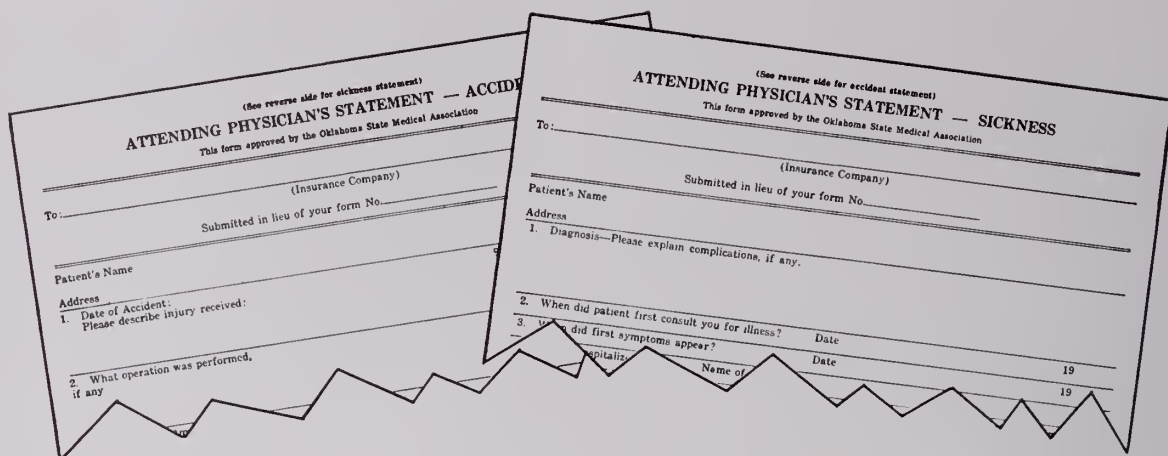 (See reverse side for sickness statement)
ATTENDING PHYSICIAN'S STATEMENT — ACCIDE
This form approved by the Oklahoma State Medical Association
To:
(Insurance Company)
Submitted in lieu of your form No.
Patient's Name
Address
1. Date of Accident:
Please describe injury received:
2. What operation was performed,
if any
(See reverse side for accident statement)
ATTENDING PHYSICIAN'S STATEMENT — SICKNESS
This form approved by the Oklahoma State Medical Association
To:
(Insurance Company)
Submitted in lieu of your form No.
Patient's Name
Address
1. Diagnosis—Please explain complications, if any.
2. When did patient first consult you for illness? Date 19
3. did first symptoms appear? Date 19
Name of